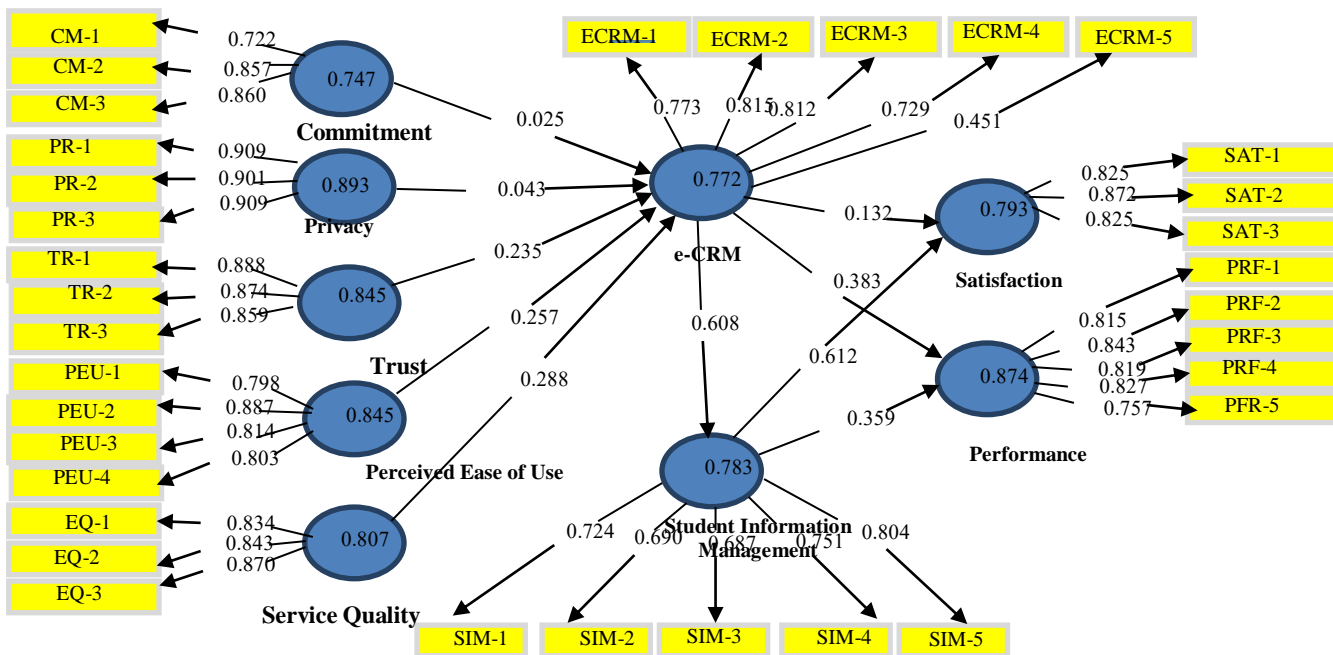 CM-1
CM-2
CM-3
0.722
0.857
0.860
0.747
Commitment
PR-1
PR-2
PR-3
0.909
0.901
0.909
0.893
Privacy
TR-1
TR-2
TR-3
0.888
0.874
0.859
0.845
Trust
PEU-1
PEU-2
PEU-3
PEU-4
0.798
0.887
0.814
0.803
0.845
Perceived Ease of Use
EQ-1
EQ-2
EQ-3
0.834
0.843
0.870
0.807
Service Quality
0.025
0.043
0.235
0.257
0.288
ECRM-1
ECRM-2
ECRM-3
ECRM-4
ECRM-5
0.773
0.815
0.812
0.729
0.451
0.772
e-CRM
0.132
0.383
0.608
0.612
0.359
0.783
Student Information
Management
0.724
0.690
0.687
0.751
0.804
SIM-1
SIM-2
SIM-3
SIM-4
SIM-5
0.793
Satisfaction
0.825
0.872
0.825
SAT-1
SAT-2
SAT-3
0.874
Performance
0.815
0.843
0.819
0.827
0.757
PRF-1
PRF-2
PRF-3
PRF-4
PFR-5